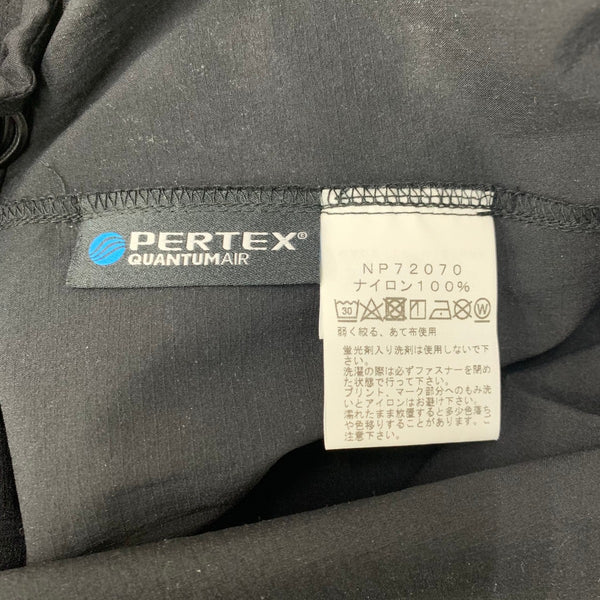 PERTEX®
QUANTUMAIR
NP72070
ナイロン100%
30 W
弱く絞る、あて布使用
蛍光剤入り洗剤は使用しないで下
さい。
洗濯の際は必ずファスナーを閉め
た状態で行って下さい。
プリント、マーク部分へのもみ洗
いとアイロンはお避け下さい。
濡れたまま放置すると多少色落ち
や色移りすることがあります。ご
注意下さい。